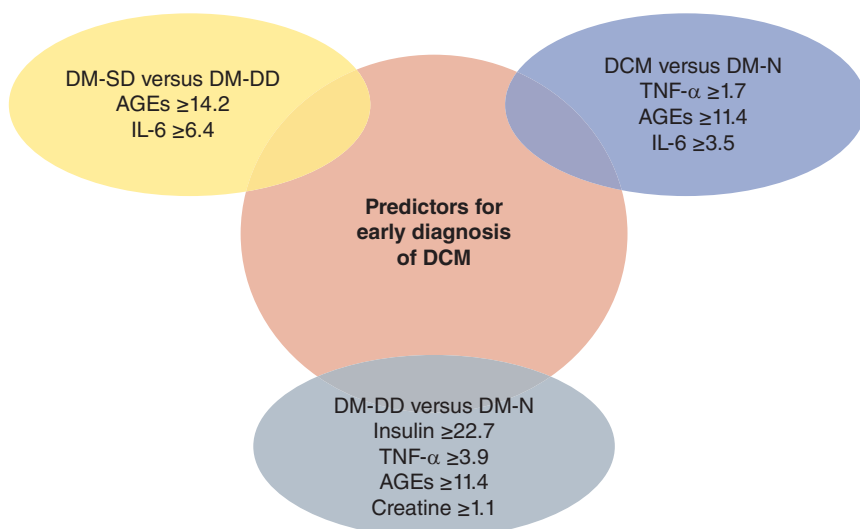 DM-SD versus DM-DD
AGEs ≥14.2
IL-6 ≥6.4
DCM versus DM-N
TNF-α ≥1.7
AGEs ≥11.4
IL-6 ≥3.5
Predictors for
early diagnosis
of DCM
DM-DD versus DM-N
Insulin ≥22.7
TNF-α ≥3.9
AGEs ≥11.4
Creatine ≥1.1